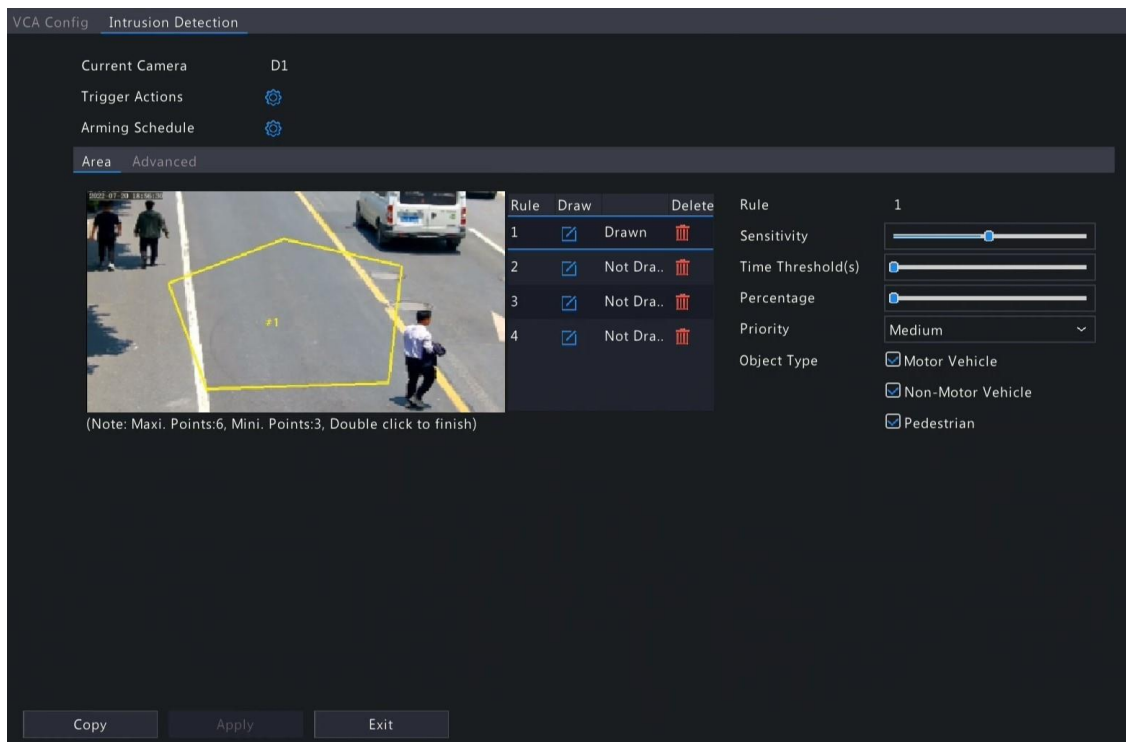 VCA Config Intrusion Detection
Current Camera D1
Trigger Actions
Arming Schedule
Area Advanced
#1
(Note: Maxi. Points:6, Mini. Points:3, Double click to finish)
Rule Draw Delete
1 Drawn
2 Not Dra..
3 Not Dra..
4 Not Dra..
Rule 1
Sensitivity
Time Threshold(s)
Percentage
Priority Medium
Object Type Motor Vehicle
Non-Motor Vehicle
Pedestrian
Copy Apply Exit